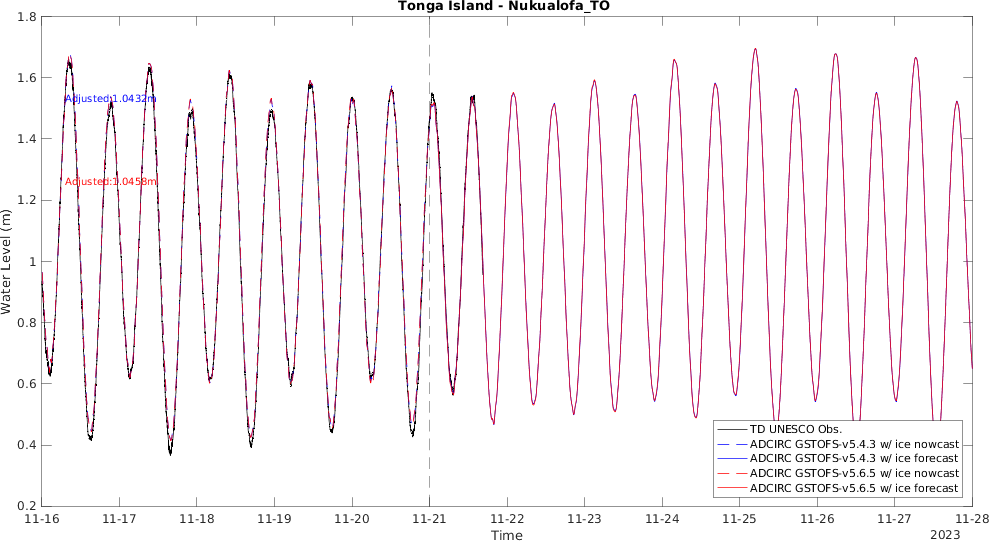 Tonga Island - Nukualofa_TO
1.8
1.6
1.4
1.2
1
0.8
0.6
0.4
0.2
Water Level (m)
Adjusted:1.0432m
Adjusted:1.0458m
TD UNESCO Obs.
ADCIRC GSTOFS-v5.4.3 w/ ice nowcast
ADCIRC GSTOFS-v5.4.3 w/ ice forecast
ADCIRC GSTOFS-v5.6.5 w/ ice nowcast
ADCIRC GSTOFS-v5.6.5 w/ ice forecast
11-16 11-17 11-18 11-19 11-20 11-21 11-22 11-23 11-24 11-25 11-26 11-27 11-28
Time
2023